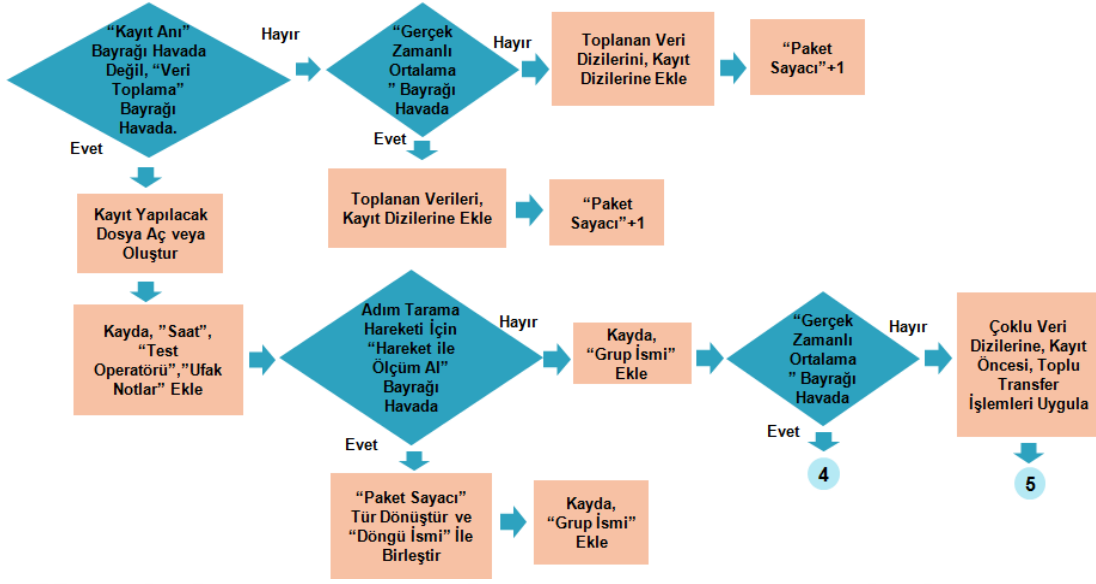 “Kayıt Anı”
Bayrağı Havada
Değil, “Veri
Toplama”
Bayrağı
Havada.
Hayır
“Gerçek
Zamanlı
Ortalama
” Bayrağı
Havada
Hayır
Toplanan Veri
Dizilerini, Kayıt
Dizilerine Ekle
“Paket
Sayacı”+1
Evet
Evet
Kayıt Yapılacak
Dosya Aç veya
Oluştur
Toplanan Verileri,
Kayıt Dizilerine Ekle
“Paket
Sayacı”+1
Kayda, ”Saat”,
“Test
Operatörü”,”Ufak
Notlar” Ekle
Adım Tarama
Hareketi İçin
“Hareket ile
Ölçüm Al”
Bayrağı
Havada
Hayır
Kayda,
“Grup İsmi”
Ekle
“Gerçek
Zamanlı
Ortalama
” Bayrağı
Havada
Hayır
Çoklu Veri
Dizilerine, Kayıt
Öncesi, Toplu
Transfer
İşlemleri Uygula
Evet
Evet
4
5
“Paket Sayacı”
Tür Dönüştür ve
“Döngü İsmi” İle
Birleştir
Kayda,
“Grup İsmi”
Ekle